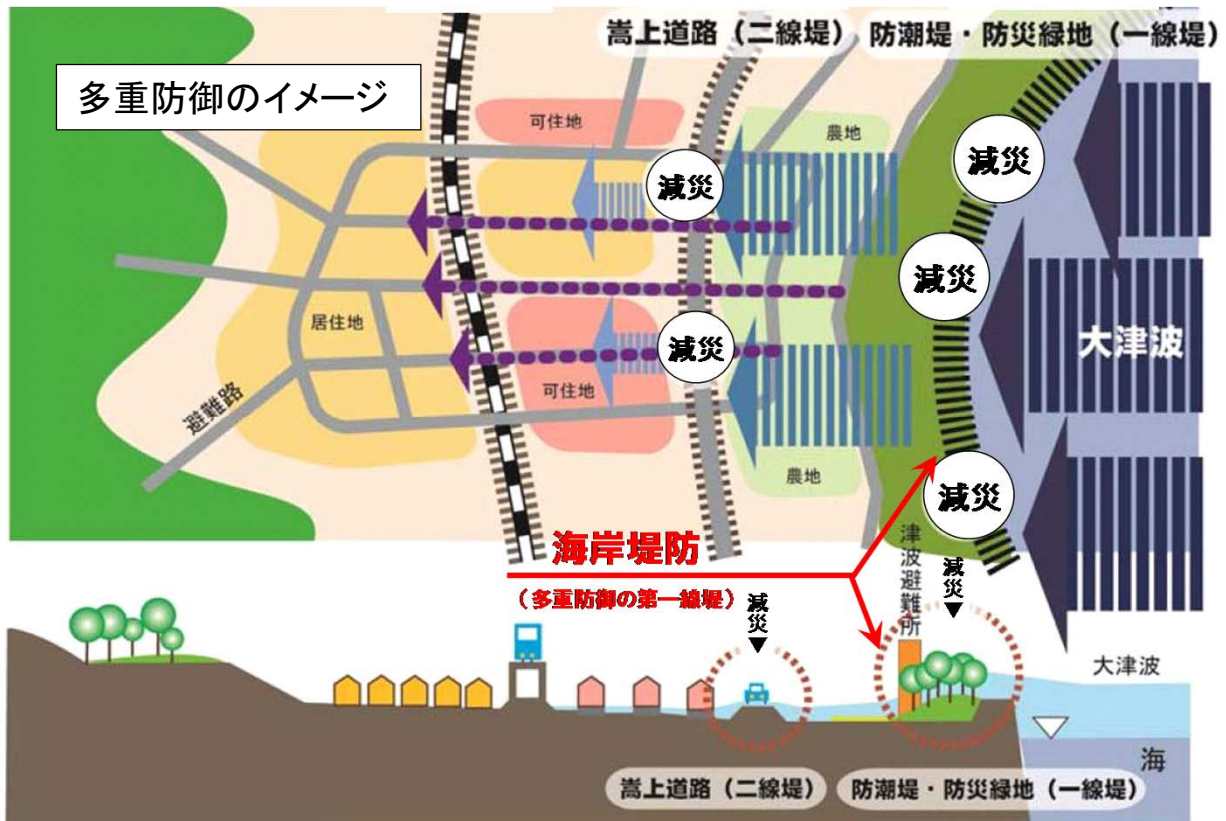 嵩上道路（二線堤）
防潮堤・防災緑地（一線堤）
多重防御のイメージ
可住地
農地
減災
減災
減災
居住地
減災
大津波
可住地
避難路
農地
減災
海岸堤防
（多重防御の第一線堤）
減災
津波避難所
減災
大津波
海
嵩上道路（二線堤）
防潮堤・防災緑地（一線堤）